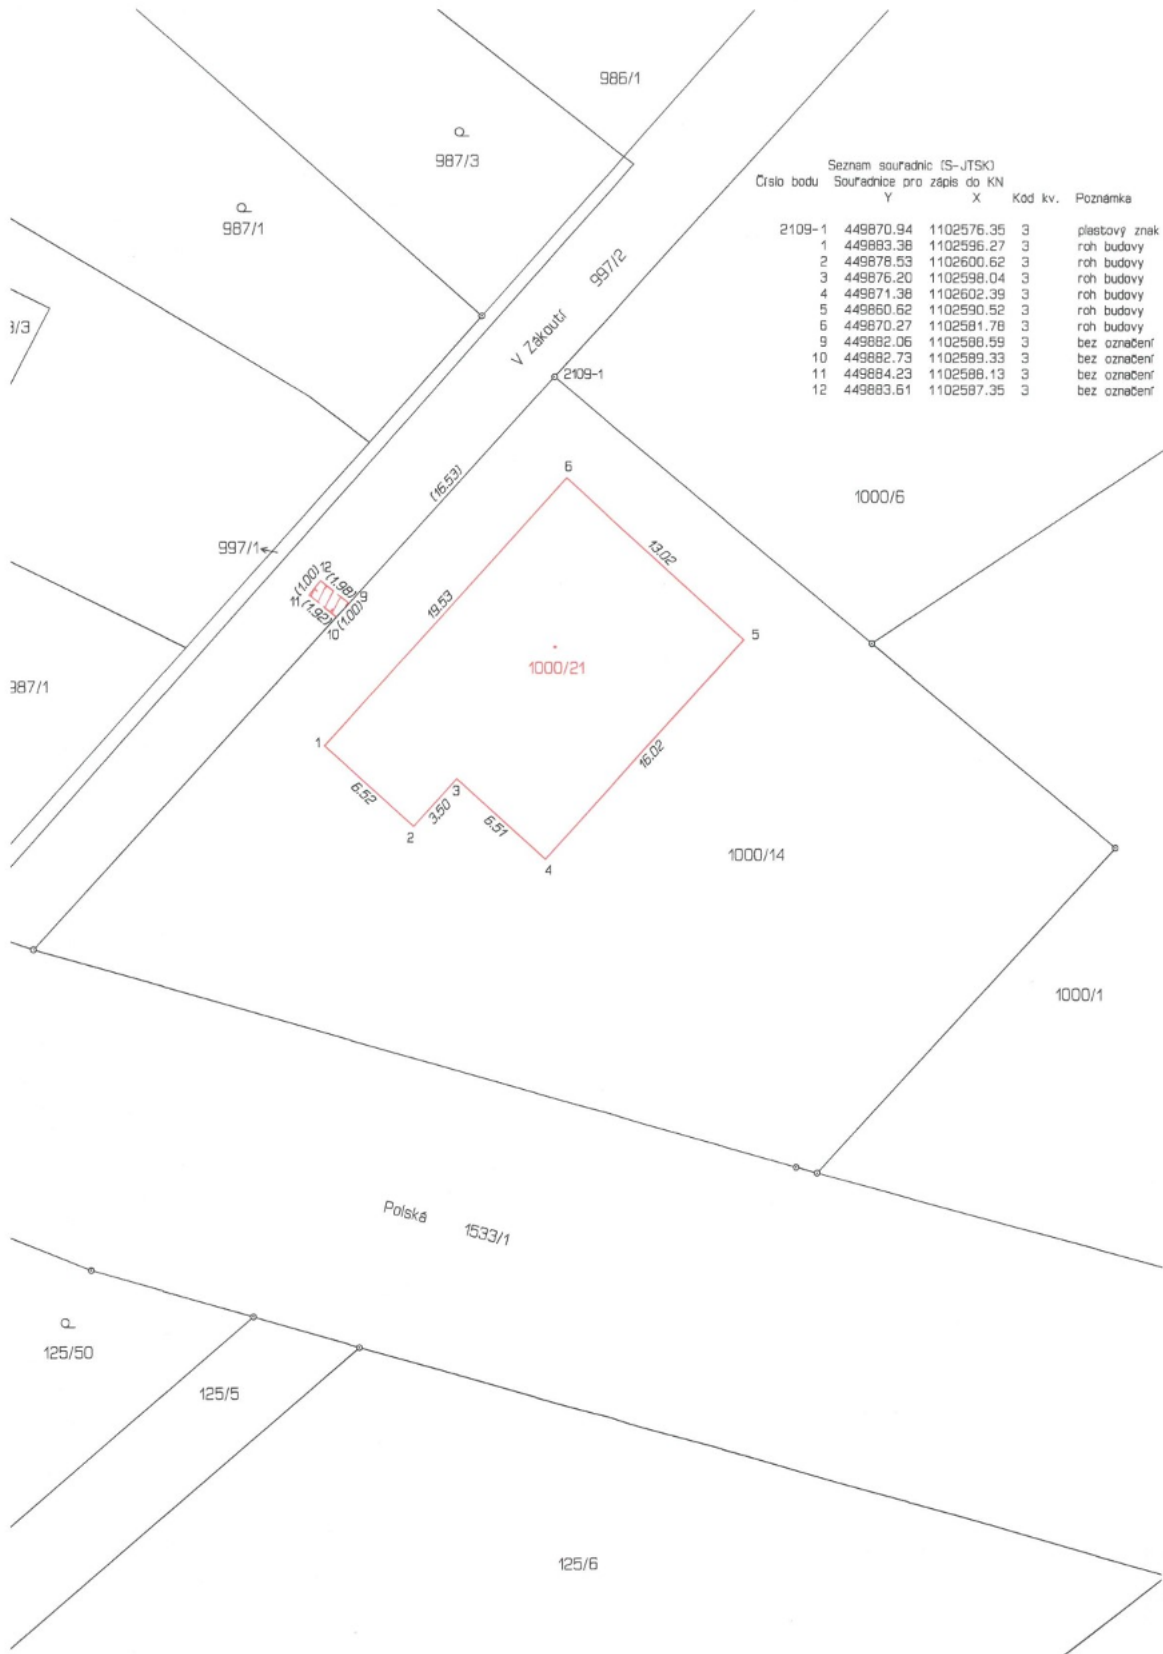 986/1
987/3
987/1
Seznam souřadnic (S-JTSK)
Číslo bodu Souřadnice pro zápis do KN
Y X Kód kv. Poznámka
2109-1 449870.94 1102576.35 3 plastový znak
1 449883.38 1102596.27 3 roh budovy
2 449878.53 1102600.62 3 roh budovy
3 449876.20 1102598.04 3 roh budovy
4 449871.38 1102602.39 3 roh budovy
5 449860.62 1102590.52 3 roh budovy
6 449870.27 1102581.78 3 roh budovy
9 449882.06 1102588.59 3 bez označení
10 449882.73 1102589.33 3 bez označení
11 449884.23 1102588.13 3 bez označení
12 449883.61 1102587.35 3 bez označení
997/2
V Zákoutí
2109-1
6
(16.53)
1000/6
997/1
13.02
12
(1.00)
(1.98)
9
11
(1.92)
(1.00)
10
19.53
5
1000/21
987/1
1
16.02
6.52
3
3.50
2
6.51
4
1000/14
1000/1
Polská 1533/1
125/50
125/5
125/6